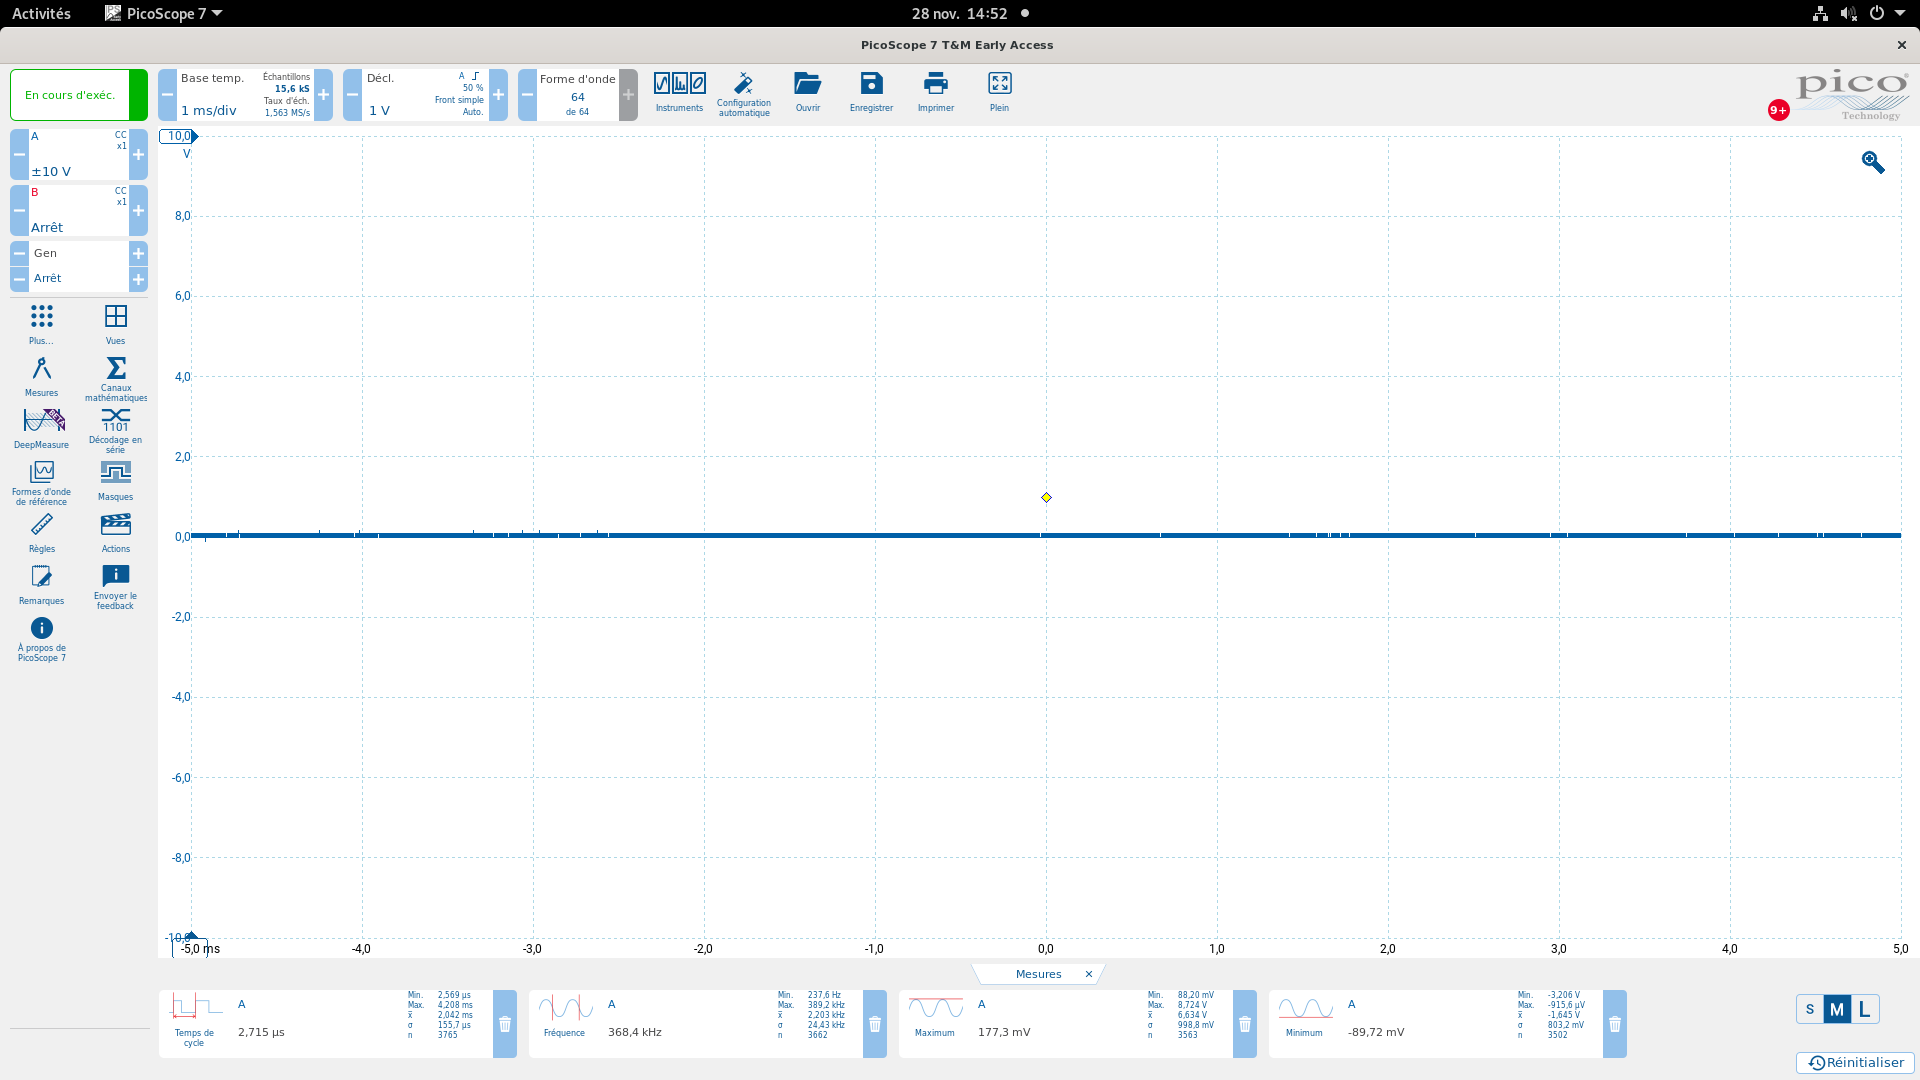 Activités
PicoScope 7
28 nov. 14:52
PicoScope 7 T&M Early Access
En cours d'exéc.
Base temp.
1 ms/div
Échantillons
15,6 kS
Taux d'éch.
1,563 MS/s
Décl.
1 V
A
50 %
Front simple
Auto.
Forme d'onde
64
de 64
Instruments
Configuration
automatique
Ouvrir
Enregistrer
Imprimer
Plein
9+
pico
Technology
A
CC
x1
±10 V
B
CC
x1
Arrêt
Gen
Arrêt
Plus...
Vues
Mesures
Canaux
mathématiques
DeepMeasure
1101
Décodage en
série
Formes d'onde
de référence
Masques
Règles
Actions
Remarques
Envoyer le
feedback
À propos de
PicoScope 7
10,0
V
8,0
6,0
4,0
2,0
0,0
-2,0
-4,0
-6,0
-8,0
-10,0
-5,0 ms
-4,0
-3,0
-2,0
-1,0
0,0
1,0
2,0
3,0
4,0
5,0
Mesures ×
Temps de
cycle
A
2,715 µs
Min. 2,569 µs
Max. 4,208 ms
x̄ 2,042 ms
σ 155,7 µs
n 3765
Fréquence
A
368,4 kHz
Min. 237,6 Hz
Max. 389,2 kHz
x̄ 2,203 kHz
σ 24,43 kHz
n 3662
Maximum
A
177,3 mV
Min. 88,20 mV
Max. 8,724 V
x̄ 6,634 V
σ 998,8 mV
n 3563
Minimum
A
-89,72 mV
Min. -3,206 V
Max. -915,6 µV
x̄ -1,645 V
σ 803,2 mV
n 3502
S M L
Réinitialiser